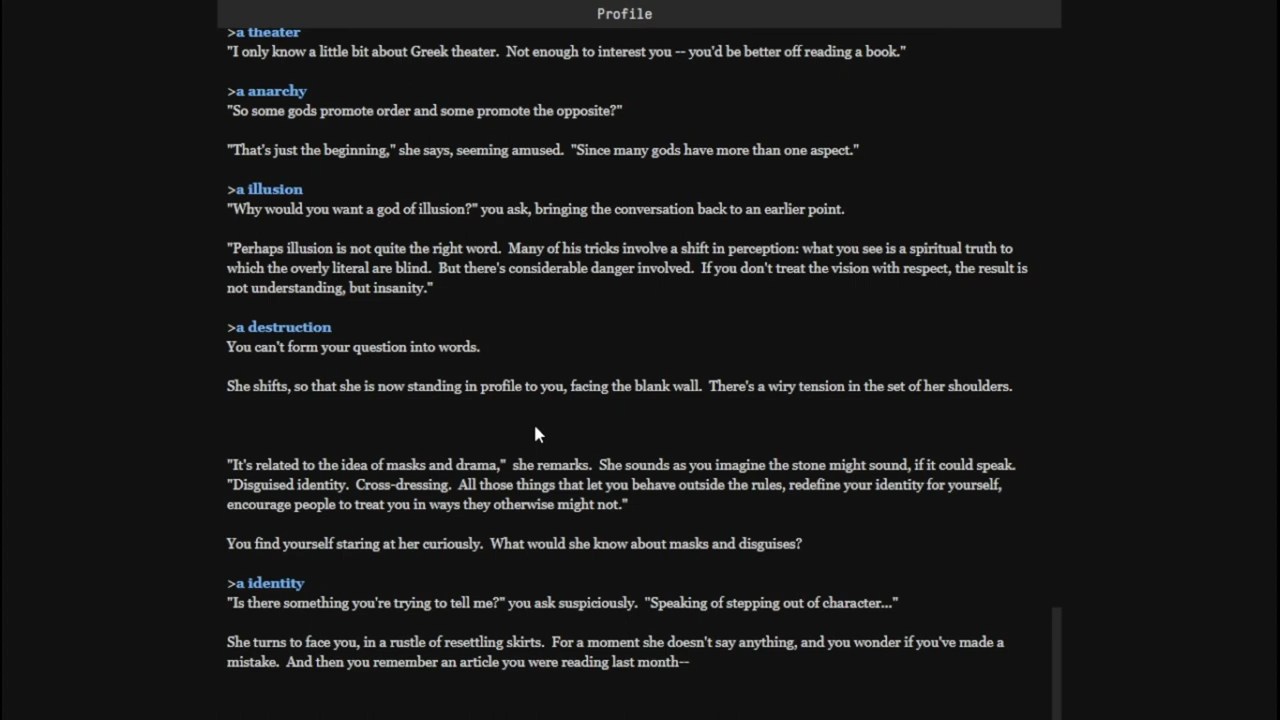 Profile
>a theater
"I only know a little bit about Greek theater.  Not enough to interest you -- you'd be better off reading a book."
>a anarchy
"So some gods promote order and some promote the opposite?"
"That's just the beginning," she says, seeming amused.  "Since many gods have more than one aspect."
>a illusion
"Why would you want a god of illusion?" you ask, bringing the conversation back to an earlier point.
"Perhaps illusion is not quite the right word.  Many of his tricks involve a shift in perception: what you see is a spiritual truth to
which the overly literal are blind.  But there's considerable danger involved.  If you don't treat the vision with respect, the result is
not understanding, but insanity."
>a destruction
You can't form your question into words.
She shifts, so that she is now standing in profile to you, facing the blank wall.  There's a wiry tension in the set of her shoulders.
"It's related to the idea of masks and drama,"  she remarks.  She sounds as you imagine the stone might sound, if it could speak.
"Disguised identity.  Cross-dressing.  All those things that let you behave outside the rules, redefine your identity for yourself,
encourage people to treat you in ways they otherwise might not."
You find yourself staring at her curiously.  What would she know about masks and disguises?
>a identity
"Is there something you're trying to tell me?" you ask suspiciously.  "Speaking of stepping out of character..."
She turns to face you, in a rustle of resettling skirts.  For a moment she doesn't say anything, and you wonder if you've made a
mistake.  And then you remember an article you were reading last month--